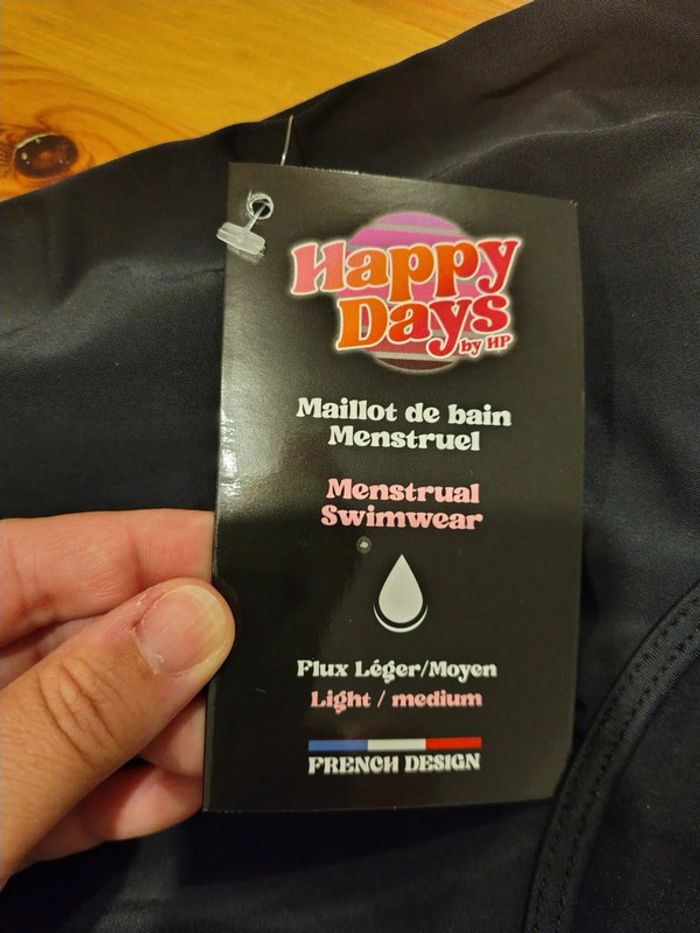 Happy
Days
by HP
Maillot de bain
Menstruel
Menstrual
Swimwear
Flux Léger/Moyen
Light / medium
FRENCH DESIGN